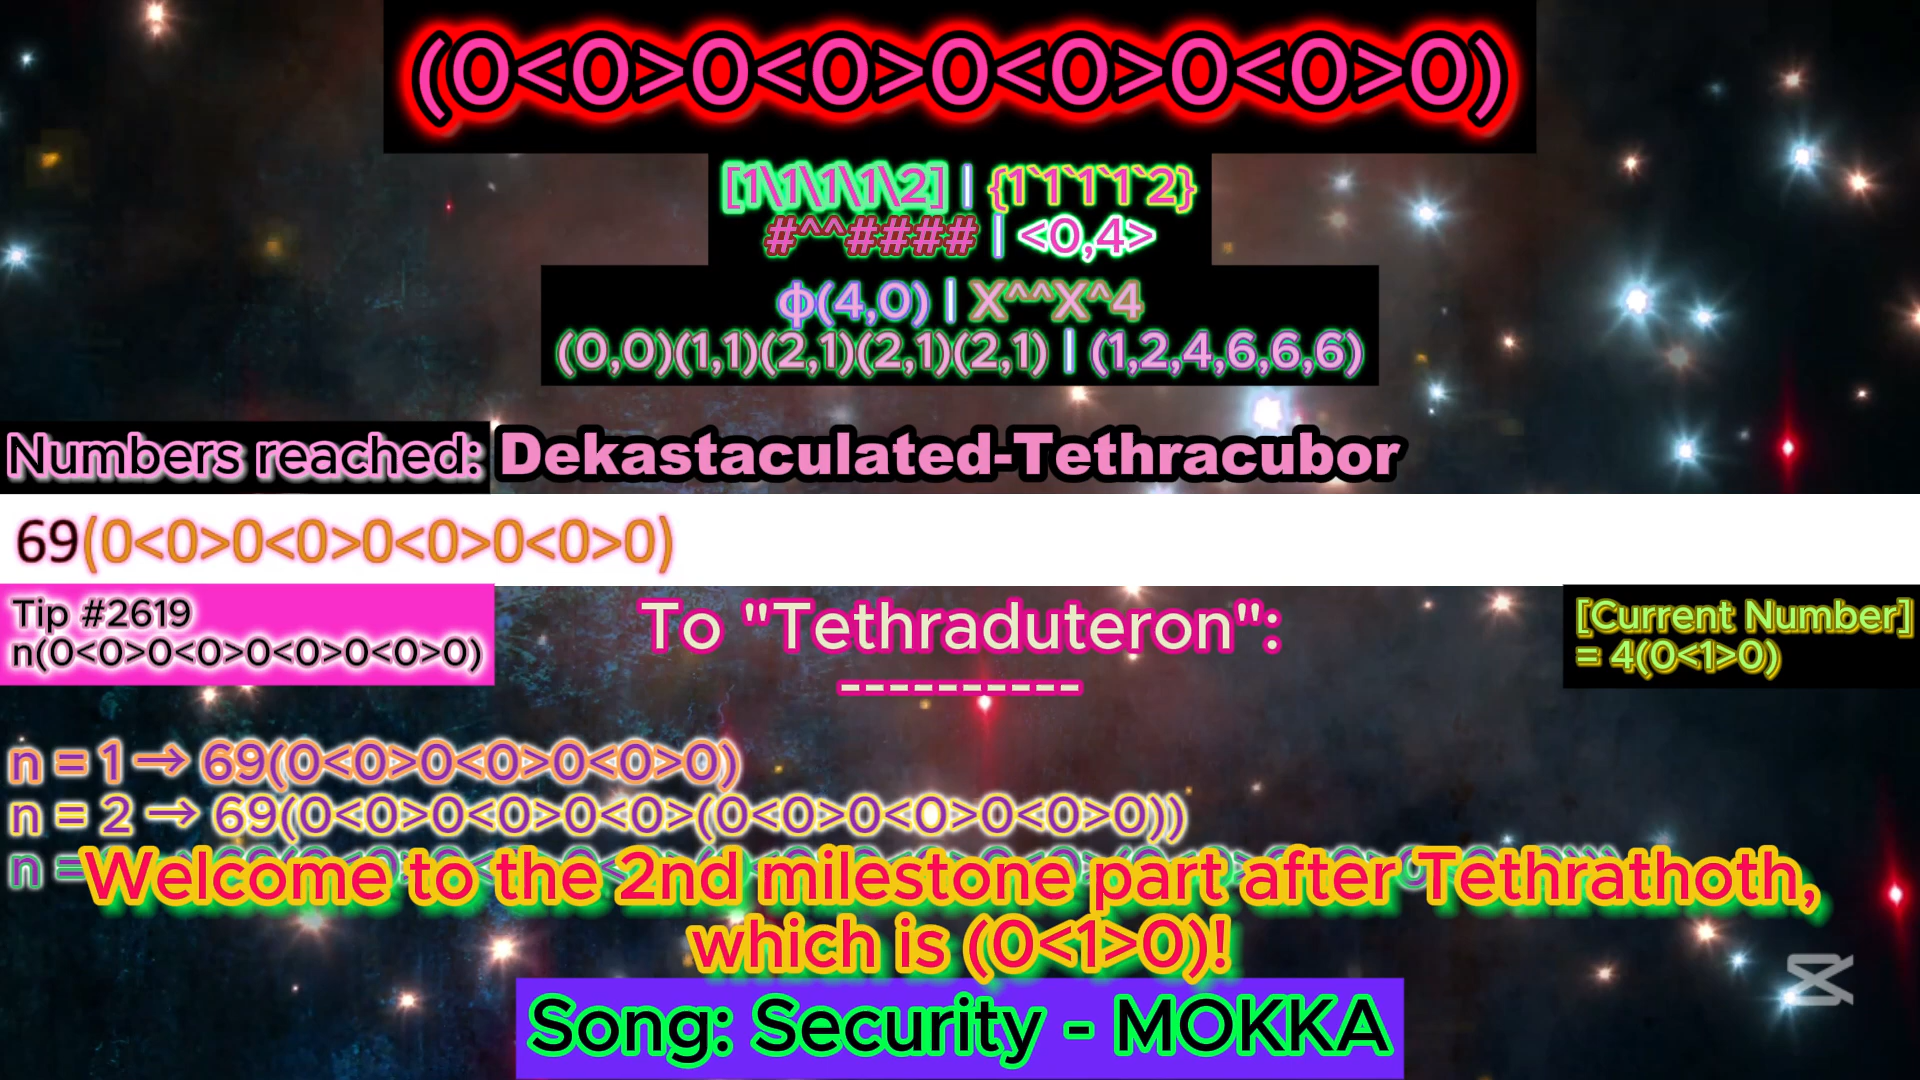 (0<0>0<0>0<0>0<0>0)
[1\1\1\1\2] | {1`1`1`1`2}
#^^#### | <0,4>
φ(4,0) | X^^X^4
(0,0)(1,1)(2,1)(2,1)(2,1) | (1,2,4,6,6,6)
Numbers reached: Dekastaculated-Tethracubor
69(0<0>0<0>0<0>0<0>0)
Tip #2619
n(0<0>0<0>0<0>0<0>0)
To "Tethraduteron":
----------
[Current Number]
= 4(0<1>0)
n = 1 → 69(0<0>0<0>0<0>0<0>0)
n = 2 → 69(0<0>0<0>0<0>(0<0>0<0>0<0>0))
n =
Welcome to the 2nd milestone part after Tethrathoth,
which is (0<1>0)!
Song: Security - MOKKA